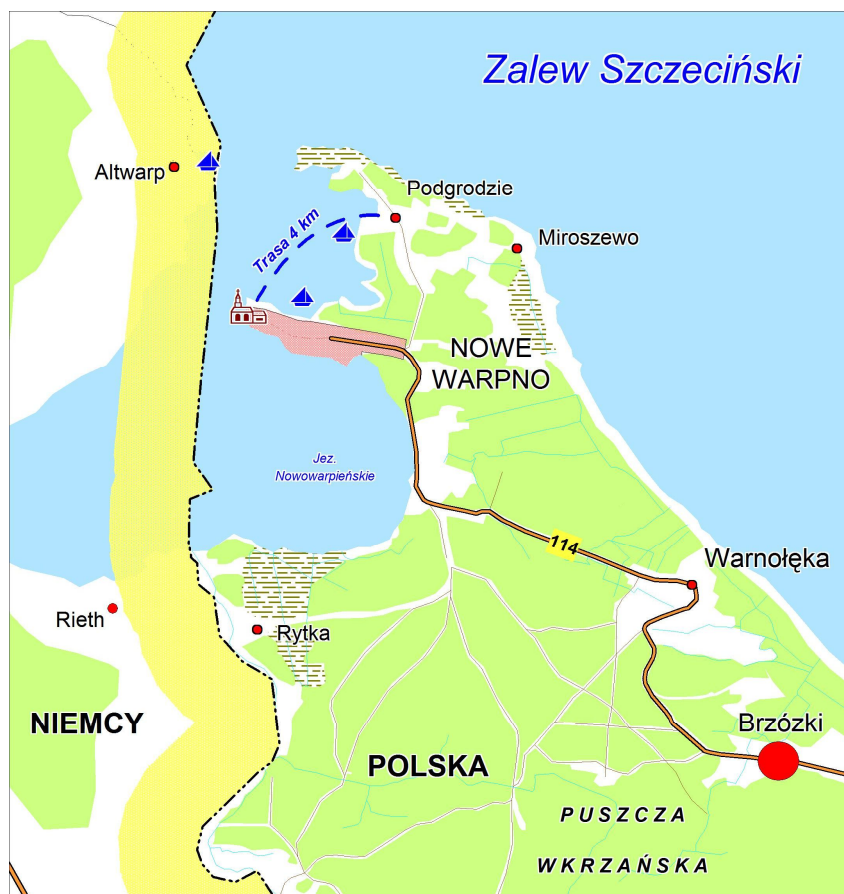 Zalew Szczeciński
Altwarp
Podgrodzie
Trasa 4 km
Miroszewo
NOWE
WARPNO
Jez.
Nowowarpieńskie
114
Warnołęka
Rieth
Rytka
NIEMCY
Brzózki
POLSKA
PUSZCZA
WKRZAŃSKA